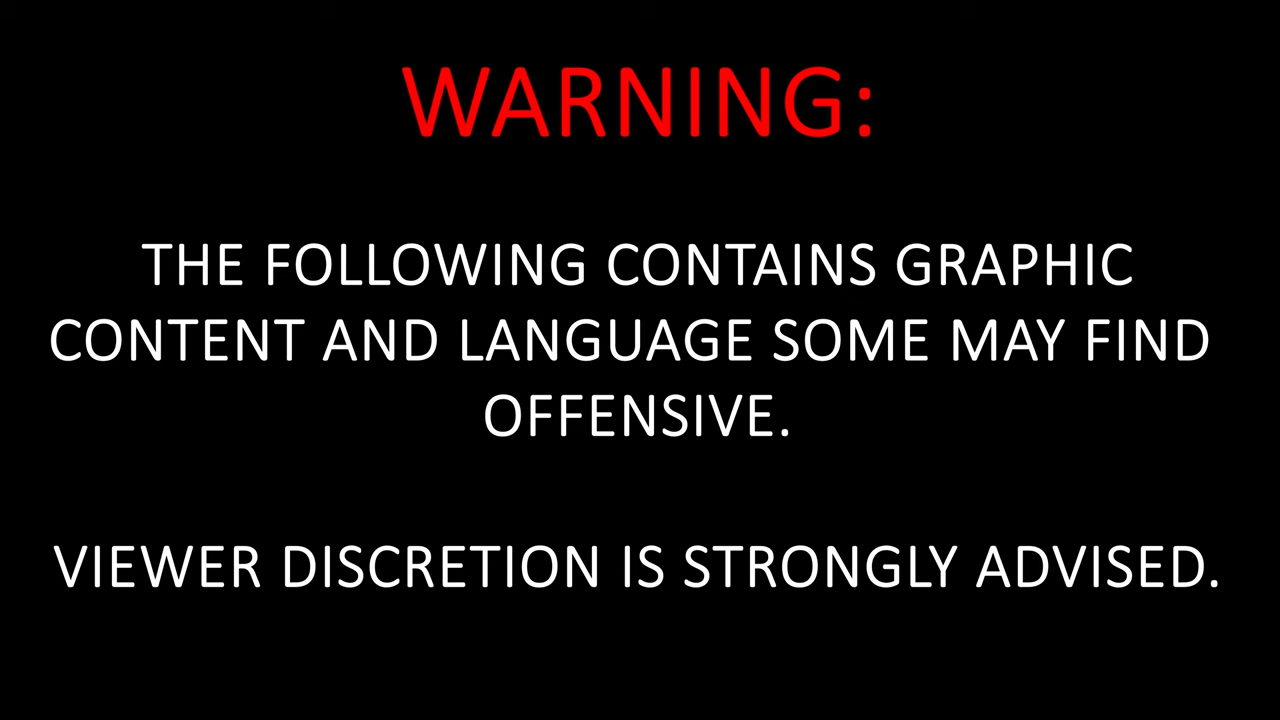 WARNING:
THE FOLLOWING CONTAINS GRAPHIC
CONTENT AND LANGUAGE SOME MAY FIND
OFFENSIVE.
VIEWER DISCRETION IS STRONGLY ADVISED.